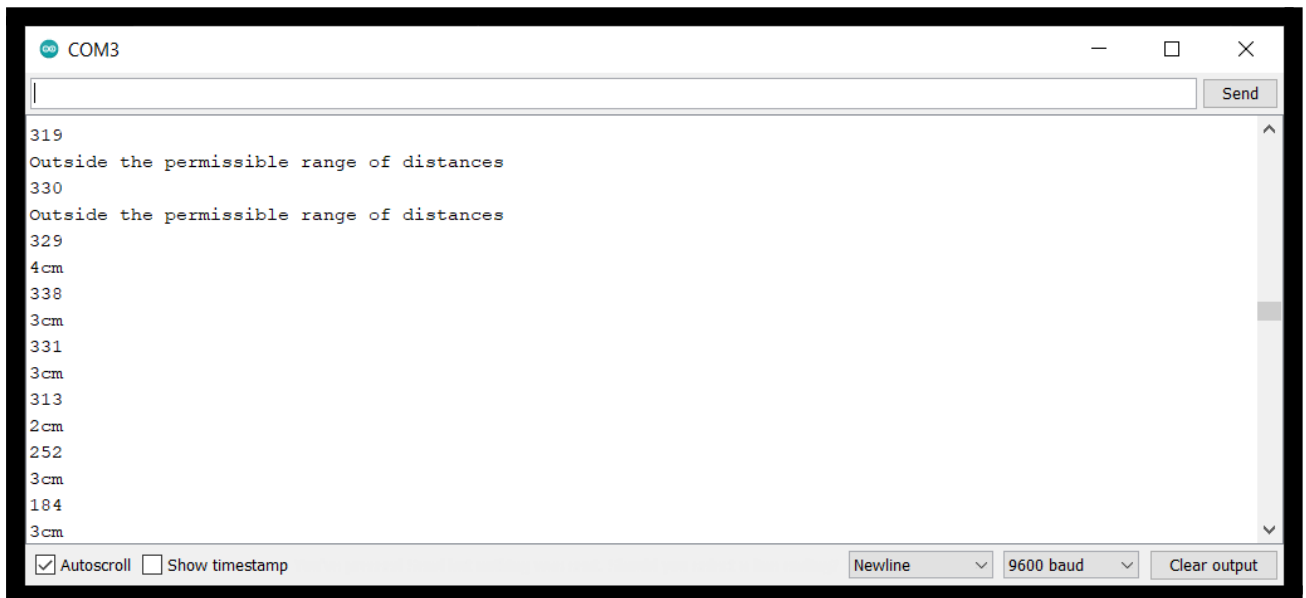 COM3
Send
319
Outside the permissible range of distances
330
Outside the permissible range of distances
329
4cm
338
3cm
331
3cm
313
2cm
252
3cm
184
3cm
Autoscroll Show timestamp Newline 9600 baud Clear output